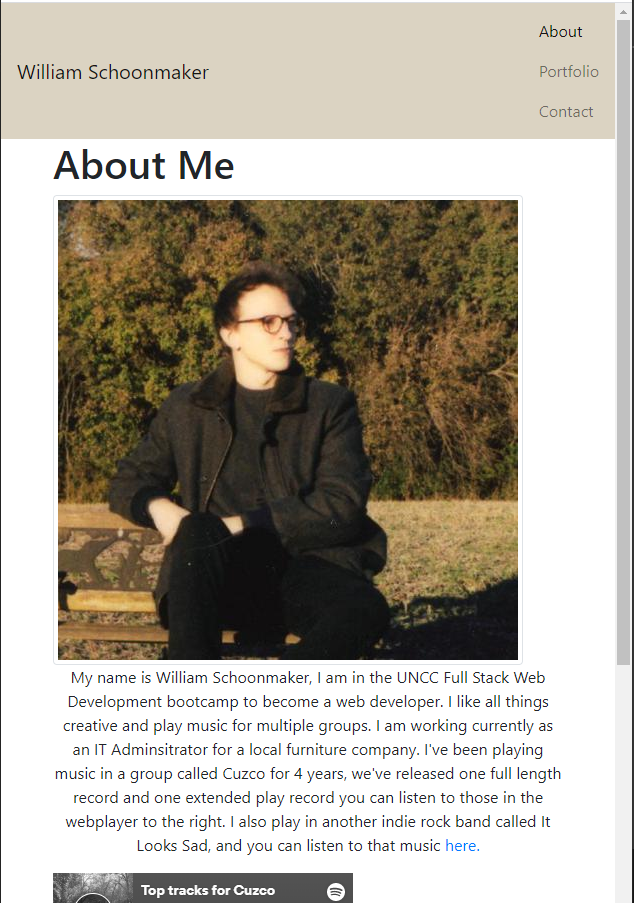 About
William Schoonmaker
Portfolio
Contact
About Me
My name is William Schoonmaker, I am in the UNCC Full Stack Web
Development bootcamp to become a web developer. I like all things
creative and play music for multiple groups. I am working currently as
an IT Adminsitrator for a local furniture company. I've been playing
music in a group called Cuzco for 4 years, we've released one full length
record and one extended play record you can listen to those in the
webplayer to the right. I also play in another indie rock band called It
Looks Sad, and you can listen to that music here.
Top tracks for Cuzco